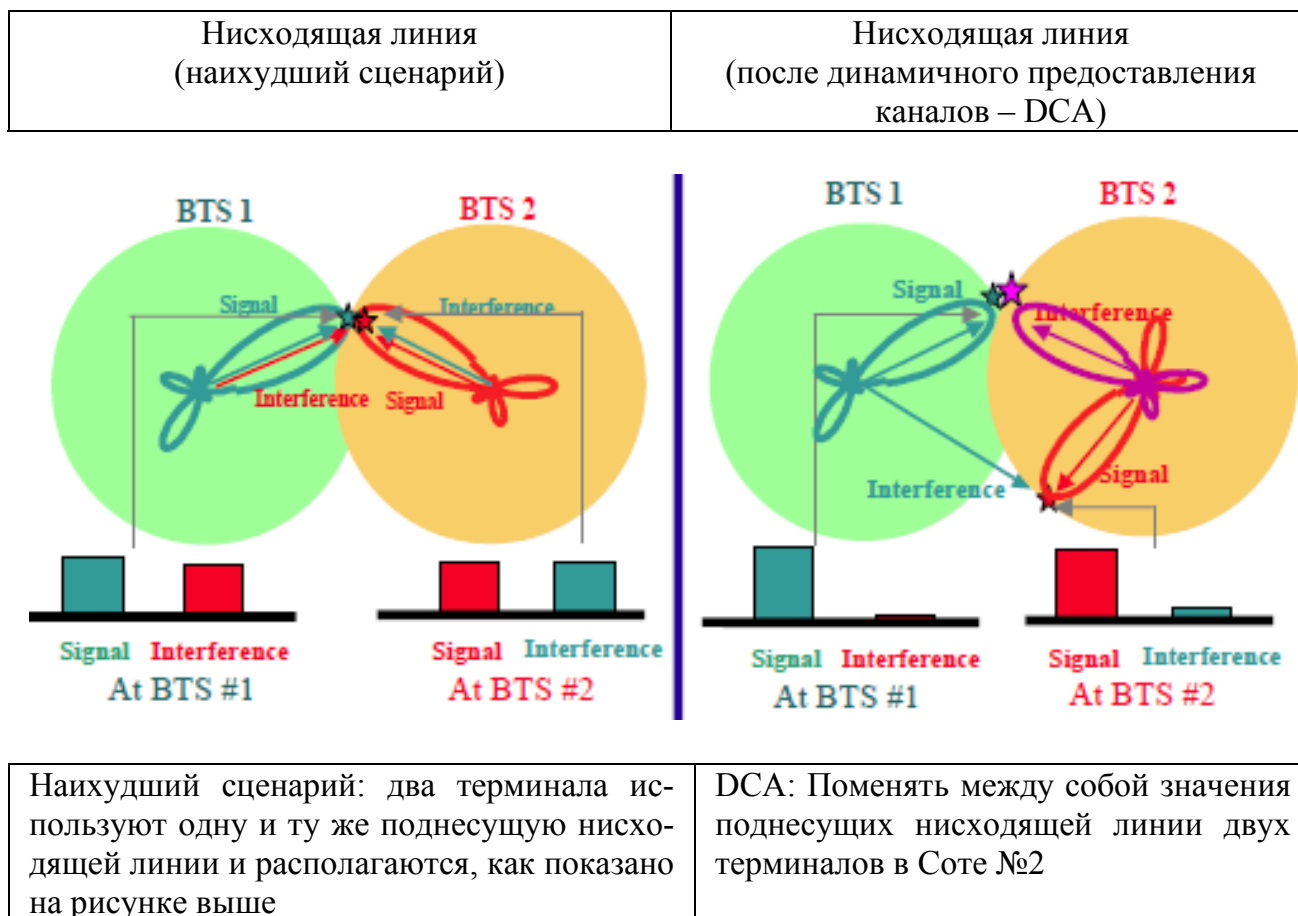 Нисходящая линия
(наихудший сценарий)
Нисходящая линия
(после динамичного предоставления
каналов – DCA)
BTS 1
BTS 2
Signal
Interference
Interference
Signal
Signal
Interference
At BTS #1
Signal
Interference
At BTS #2
BTS 1
BTS 2
Signal
Interference
Interference
Signal
Signal
Interference
At BTS #1
Signal
Interference
At BTS #2
Наихудший сценарий: два терминала ис-
пользуют одну и ту же поднесущую нисхо-
дящей линии и располагаются, как показано
на рисунке выше
DCA: Поменять между собой значения
поднесущих нисходящей линии двух
терминалов в Соте №2